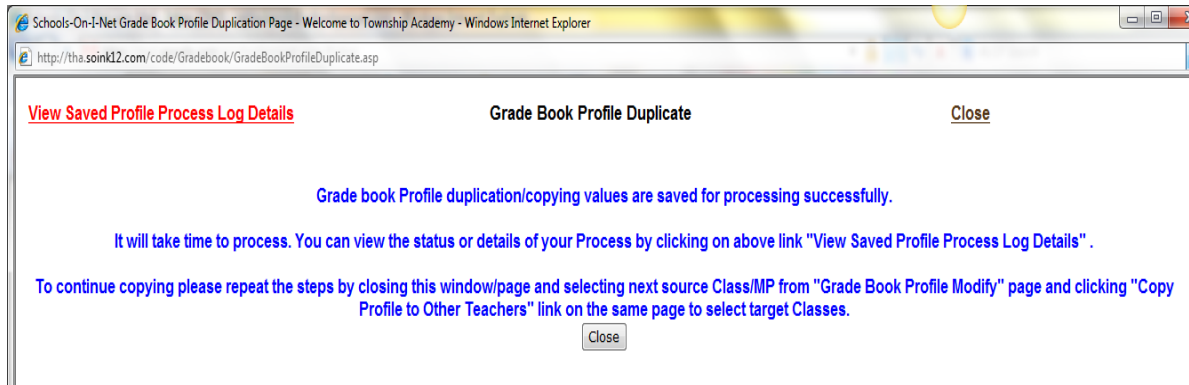 Schools-On-I-Net Grade Book Profile Duplication Page - Welcome to Township Academy - Windows Internet Explorer
http://tha.soink12.com/code/Gradebook/GradeBookProfileDuplicate.asp
View Saved Profile Process Log Details Grade Book Profile Duplicate Close
Grade book Profile duplication/copying values are saved for processing successfully.
It will take time to process. You can view the status or details of your Process by clicking on above link "View Saved Profile Process Log Details" .
To continue copying please repeat the steps by closing this window/page and selecting next source Class/MP from "Grade Book Profile Modify" page and clicking "Copy
Profile to Other Teachers" link on the same page to select target Classes.
Close